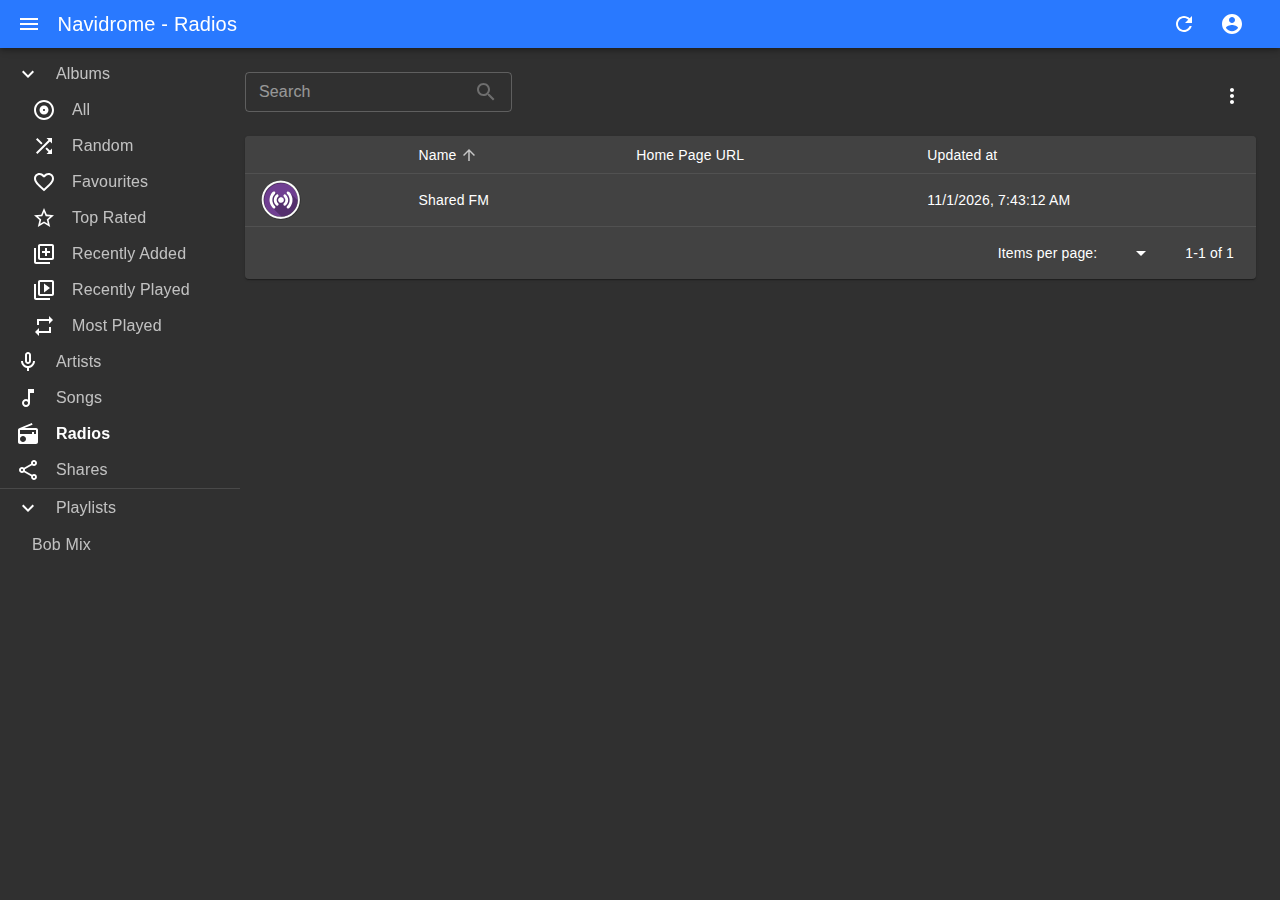 Navidrome - Radios
Albums
All
Random
Favourites
Top Rated
Recently Added
Recently Played
Most Played
Artists
Songs
Radios
Shares
Playlists
Bob Mix
Search
Name Home Page URL Updated at
Shared FM 11/1/2026, 7:43:12 AM
Items per page: 1-1 of 1